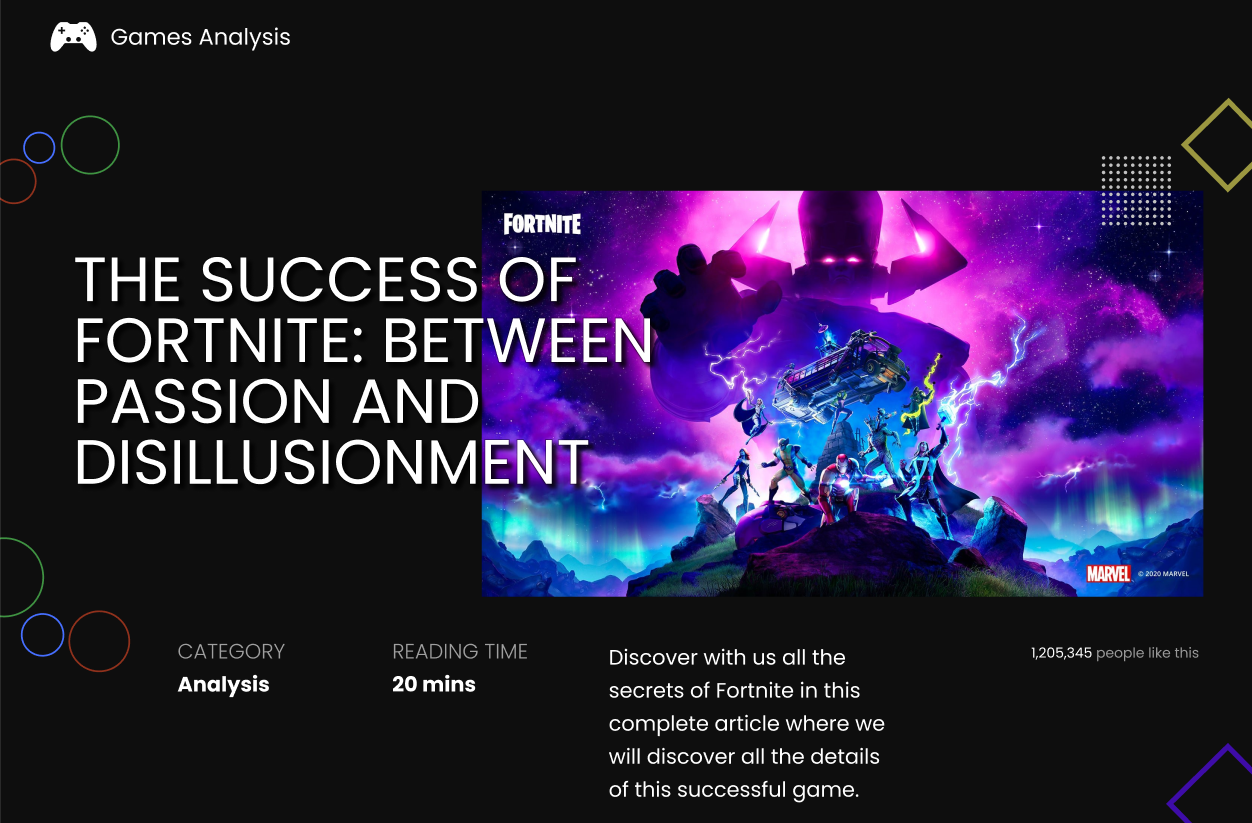 Games Analysis
FORTNITE
THE SUCCESS OF
FORTNITE: BETWEEN
PASSION AND
DISILLUSIONMENT
MARVEL © 2020 MARVEL
CATEGORY
Analysis
READING TIME
20 mins
Discover with us all the
secrets of Fortnite in this
complete article where we
will discover all the details
of this successful game.
1,205,345 people like this